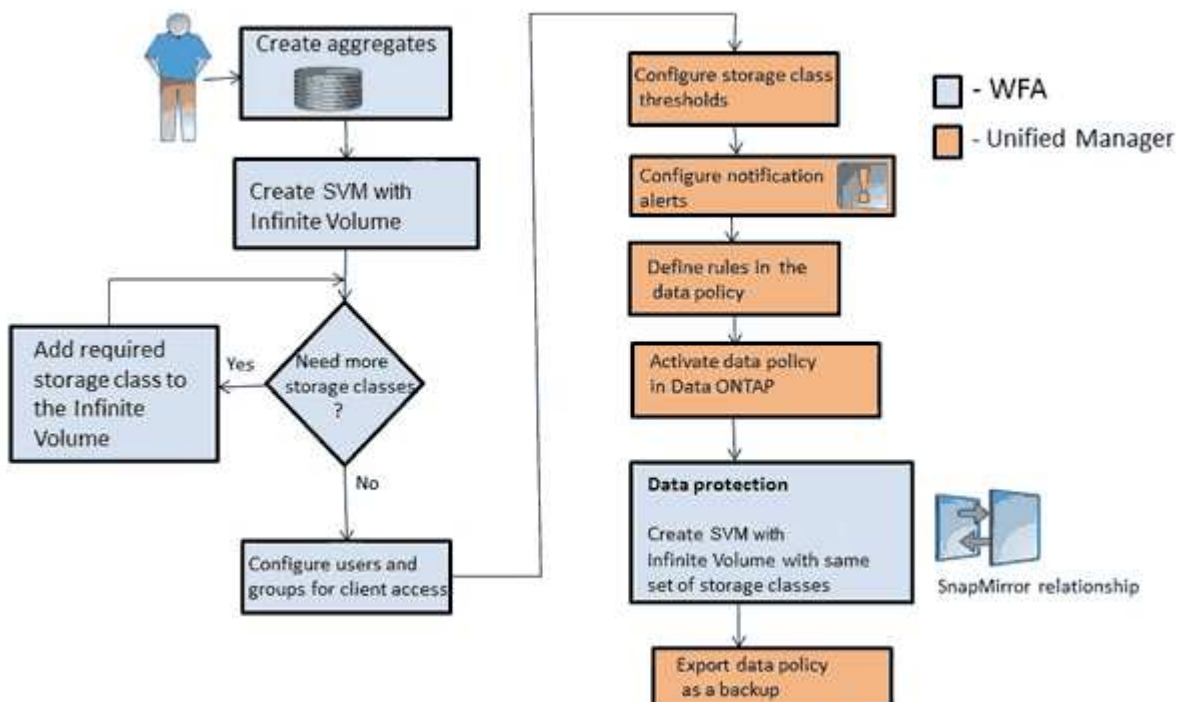 Create aggregates
Create SVM with
Infinite Volume
Add required
storage class to
the Infinite
Volume
Yes
Need more
storage classes
?
No
Configure users and
groups for client access
Configure storage class
thresholds
Configure notification
alerts
Define rules in the
data policy
Activate data policy
in Data ONTAP
Data protection
Create SVM with
Infinite Volume with same
set of storage classes
SnapMirror relationship
Export data policy
as a backup
- WFA
- Unified Manager